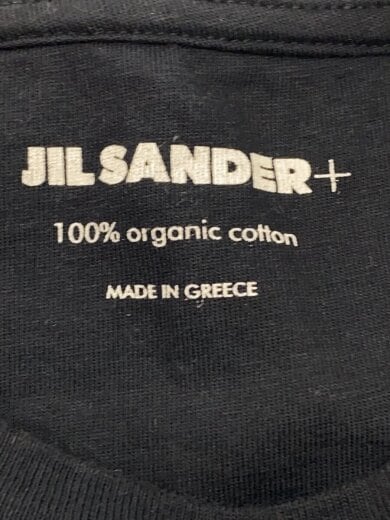 JIL SANDER+
100% organic cotton
MADE IN GREECE